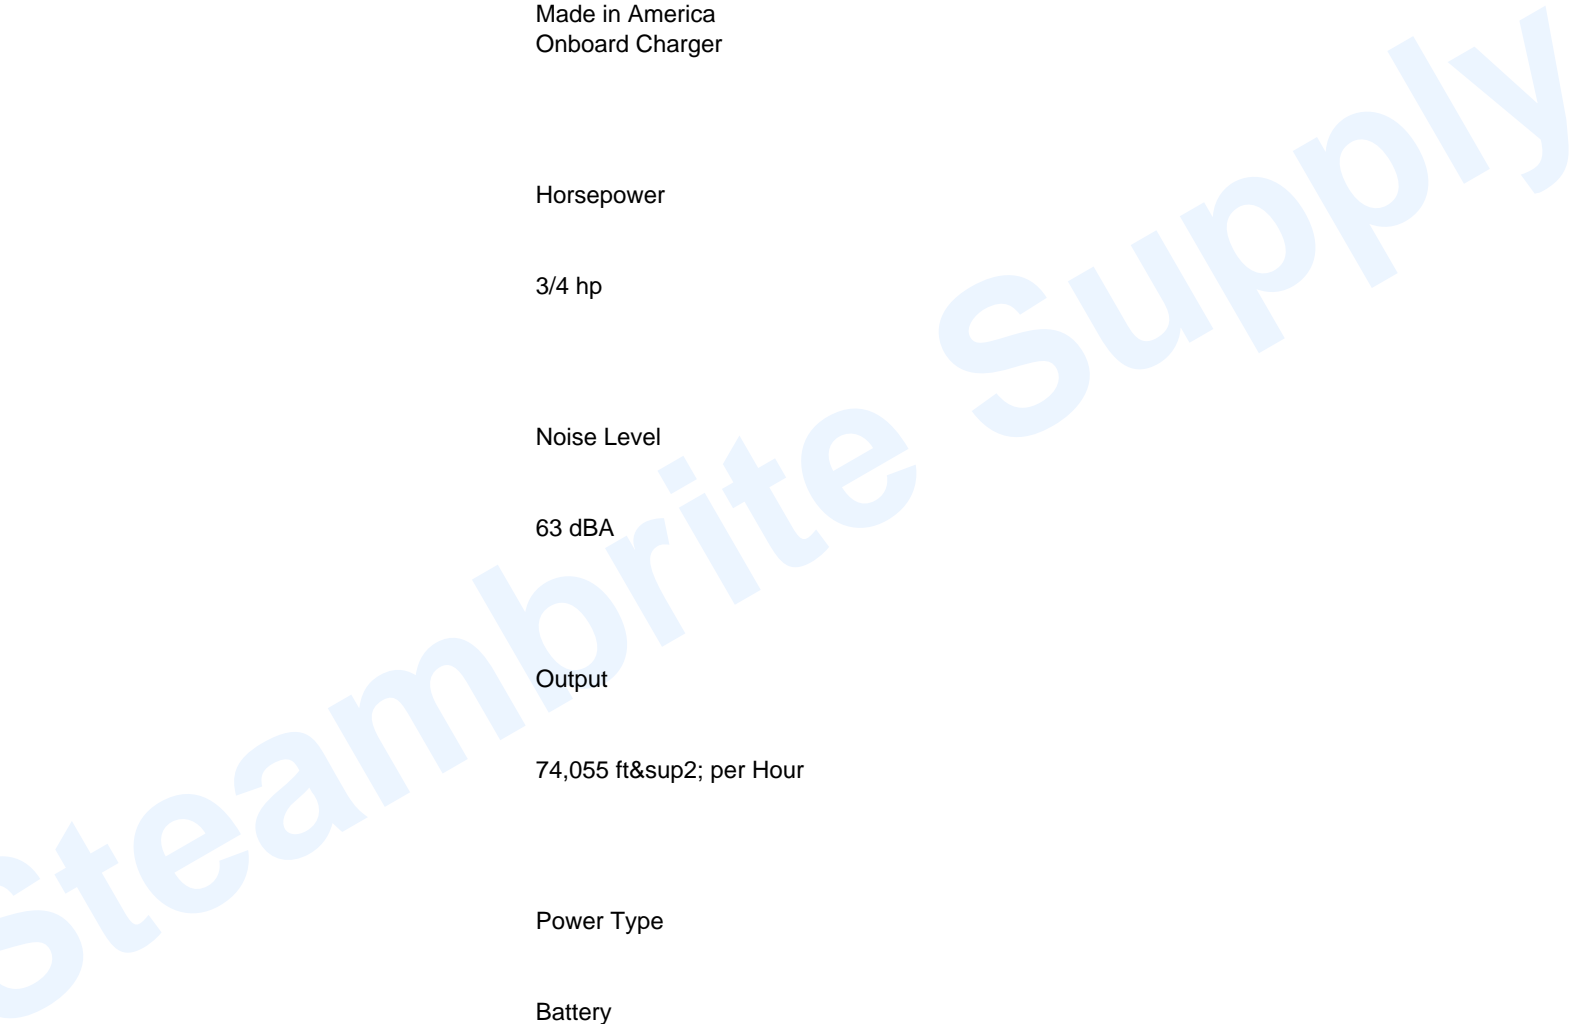 Made in America
Onboard Charger
Horsepower
3/4 hp
Noise Level
63 dBA
Output
74,055 ft&sup2; per Hour
Power Type
Battery
Steambrite Supply